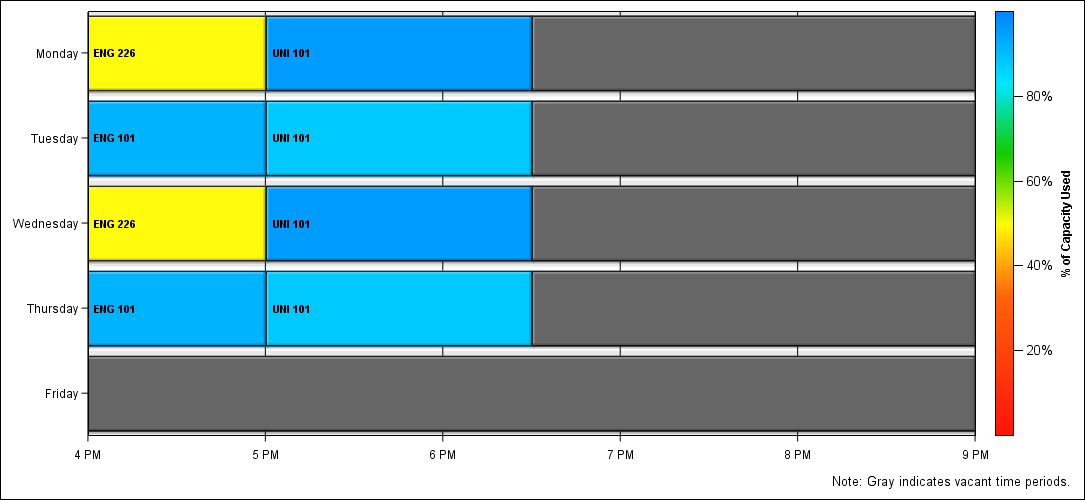 Monday
ENG 226
UNI 101
80%
Tuesday
ENG 101
UNI 101
60%
Wednesday
ENG 226
UNI 101
% of Capacity Used
40%
Thursday
ENG 101
UNI 101
20%
Friday
4 PM
5 PM
6 PM
7 PM
8 PM
9 PM
Note: Gray indicates vacant time periods.